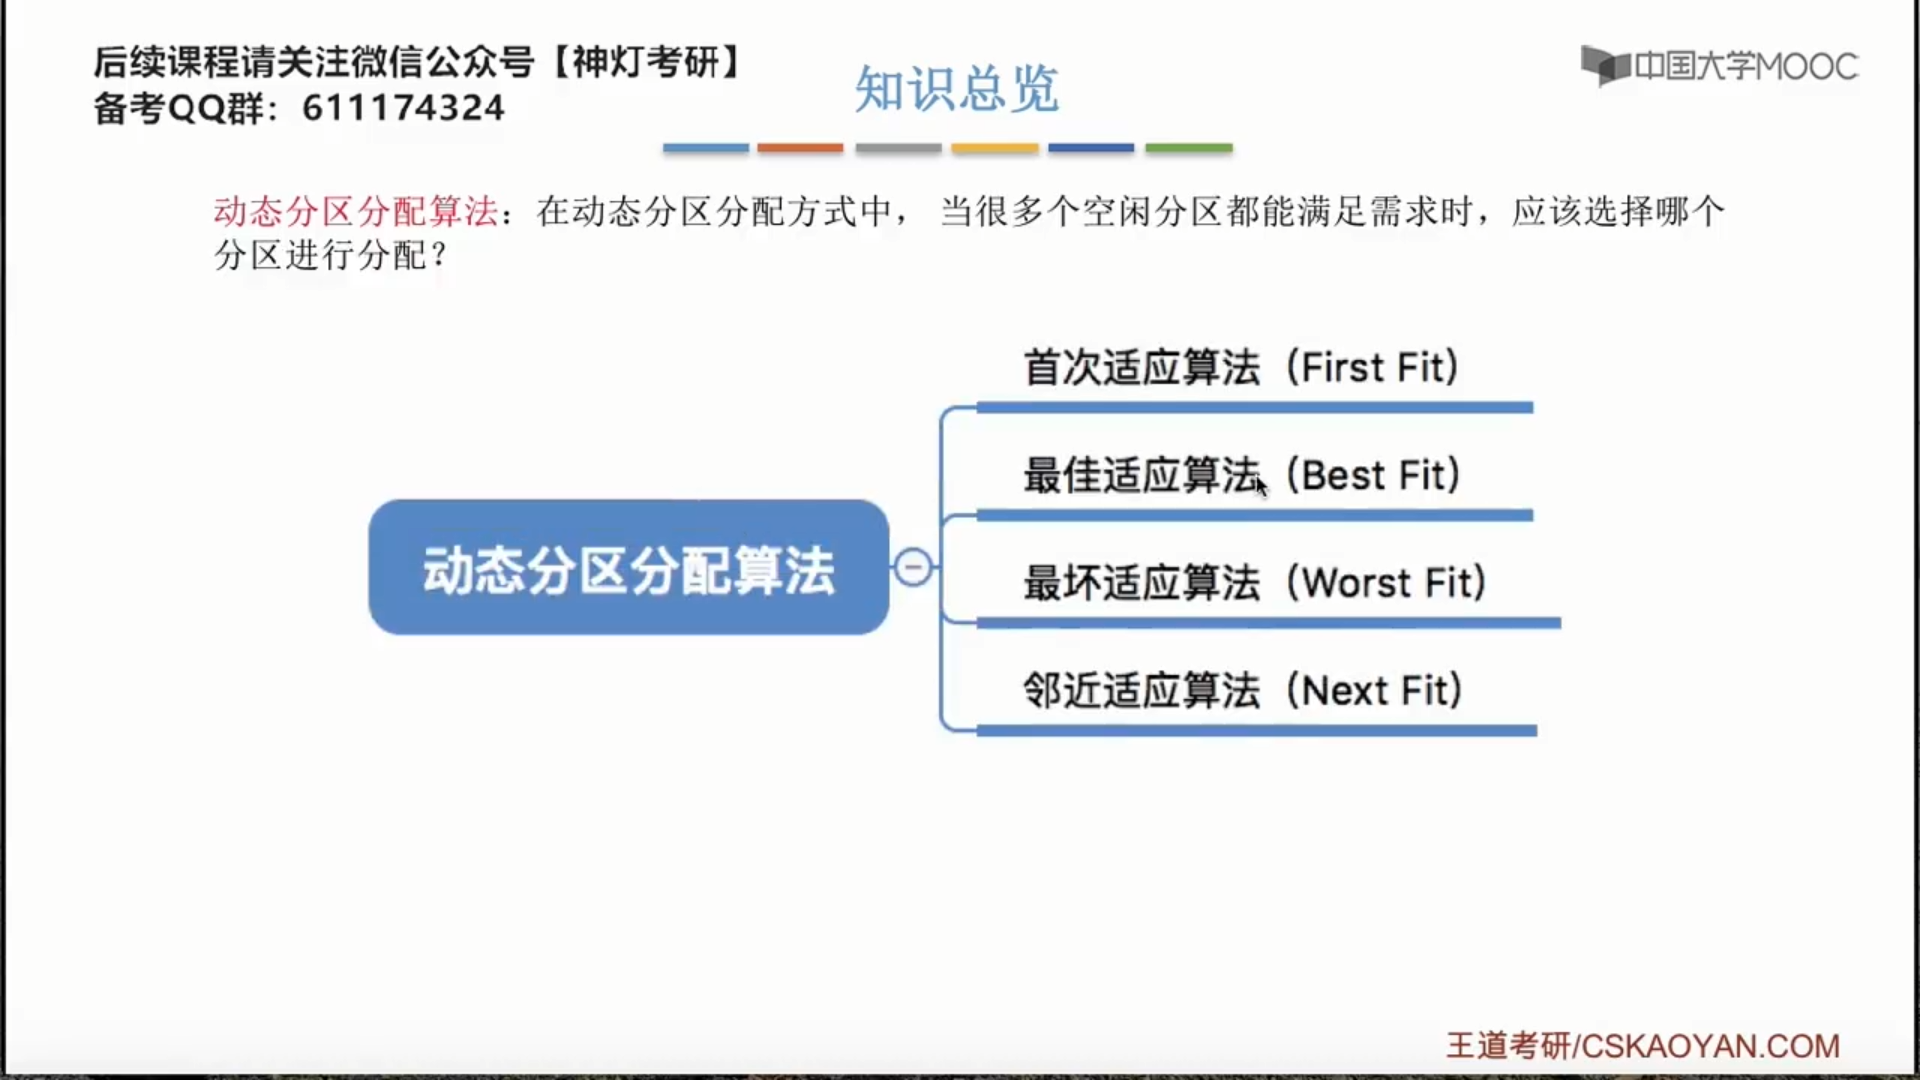 后续课程请关注微信公众号【神灯考研】
备考QQ群：611174324
知识总览
中国大学MOOC
动态分区分配算法：在动态分区分配方式中， 当很多个空闲分区都能满足需求时，应该选择哪个
分区进行分配？
首次适应算法（First Fit）
最佳适应算法（Best Fit）
动态分区分配算法
最坏适应算法（Worst Fit）
邻近适应算法（Next Fit）
王道考研/CSKAOYAN.COM